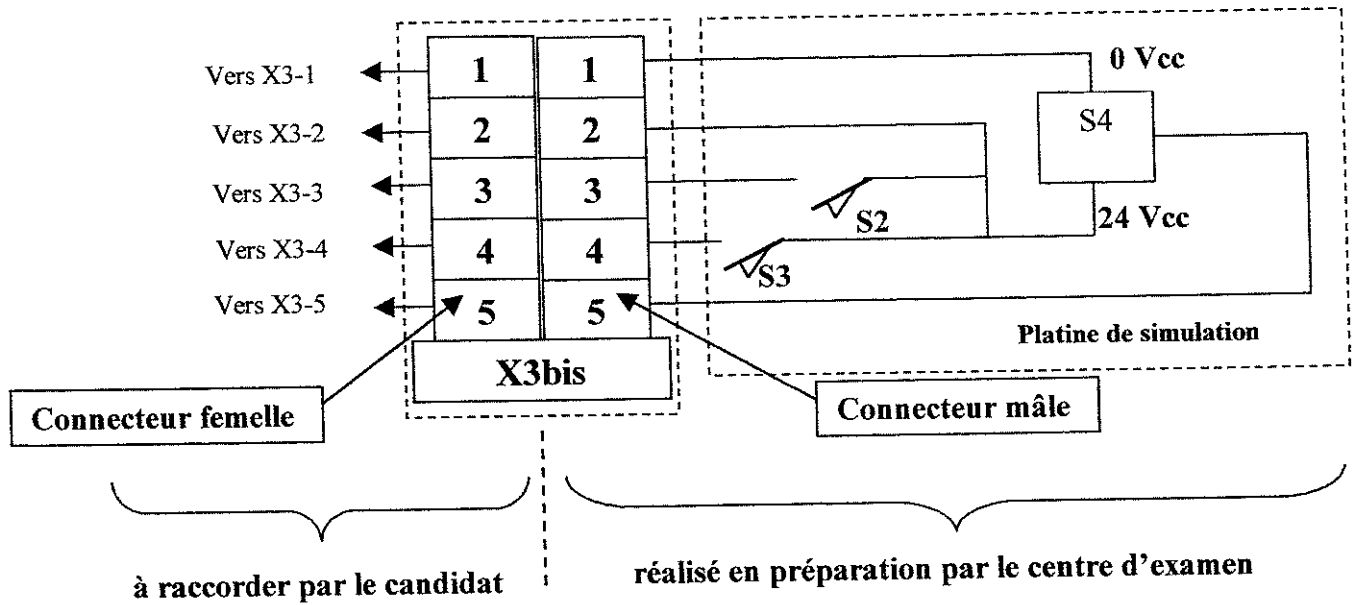 Vers X3-1
1
1
0 Vcc
Vers X3-2
2
2
S4
Vers X3-3
3
3
S2
24 Vcc
Vers X3-4
4
4
S3
Vers X3-5
5
5
Platine de simulation
X3bis
Connecteur femelle
Connecteur mâle
à raccorder par le candidat
réalisé en préparation par le centre d'examen